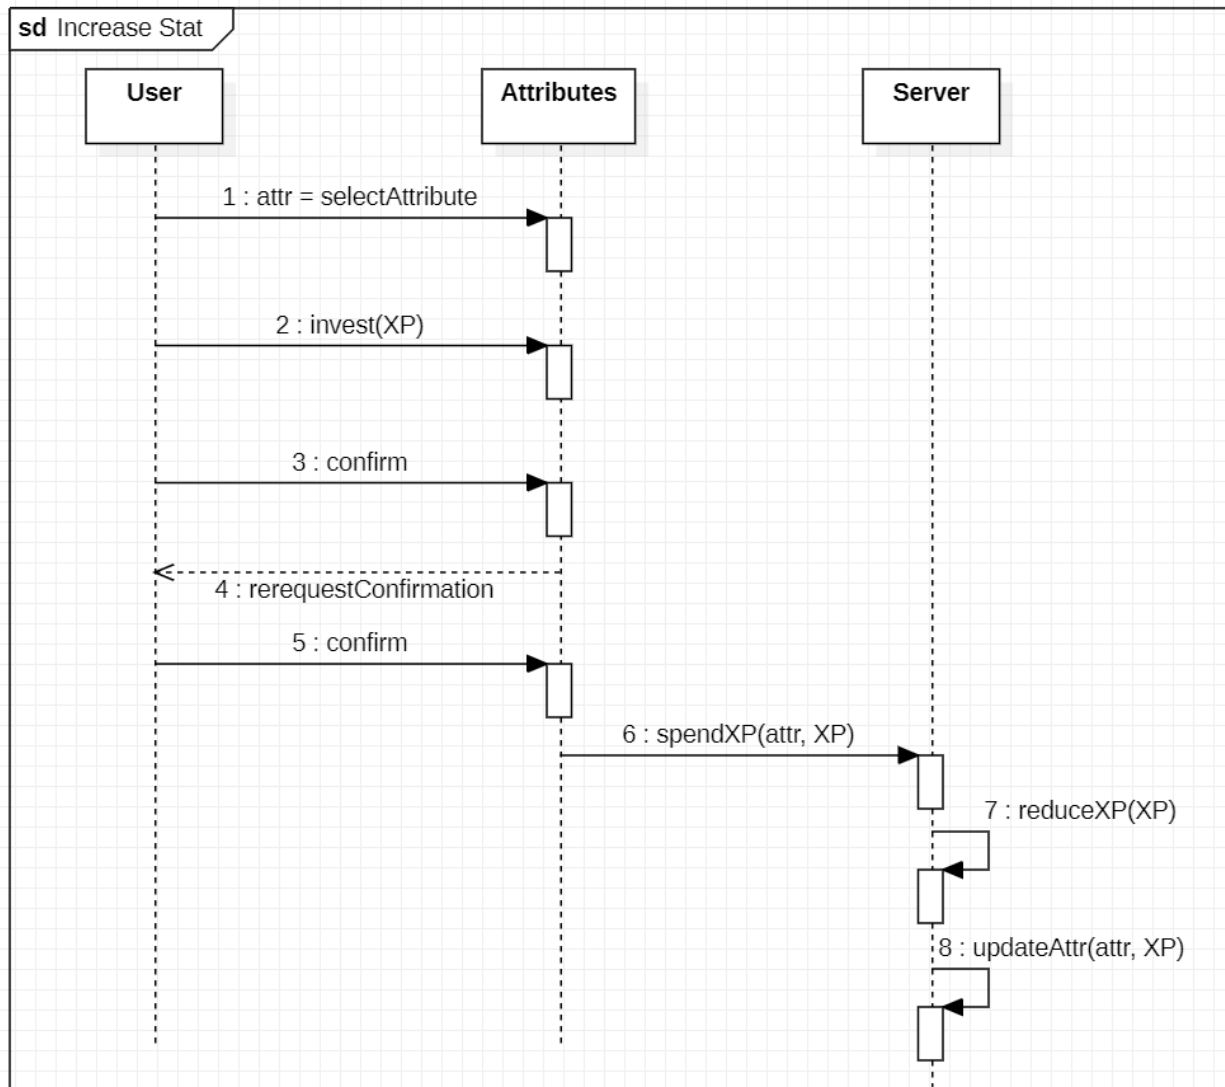 sd Increase Stat
User
Attributes
Server
1 : attr = selectAttribute
2 : invest(XP)
3 : confirm
4 : rerequestConfirmation
5 : confirm
6 : spendXP(attr, XP)
7 : reduceXP(XP)
8 : updateAttr(attr, XP)